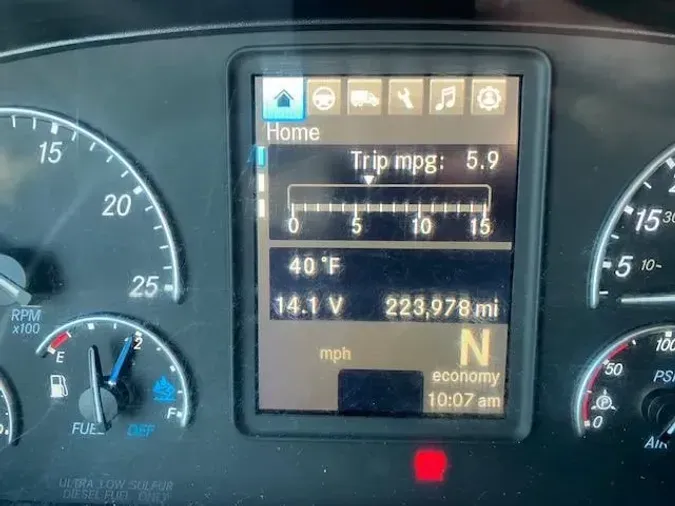 Home
Trip mpg: 5.9
0 5 10 15
40 °F
14.1 V 223,978 mi
mph
N
economy
10:07 am
15
20
25
RPM
x100
E
F
FUEL DEF
ULTRA LOW SULFUR
DIESEL FUEL ONLY
15 30
5 10
100
50
PSI
0
AIR